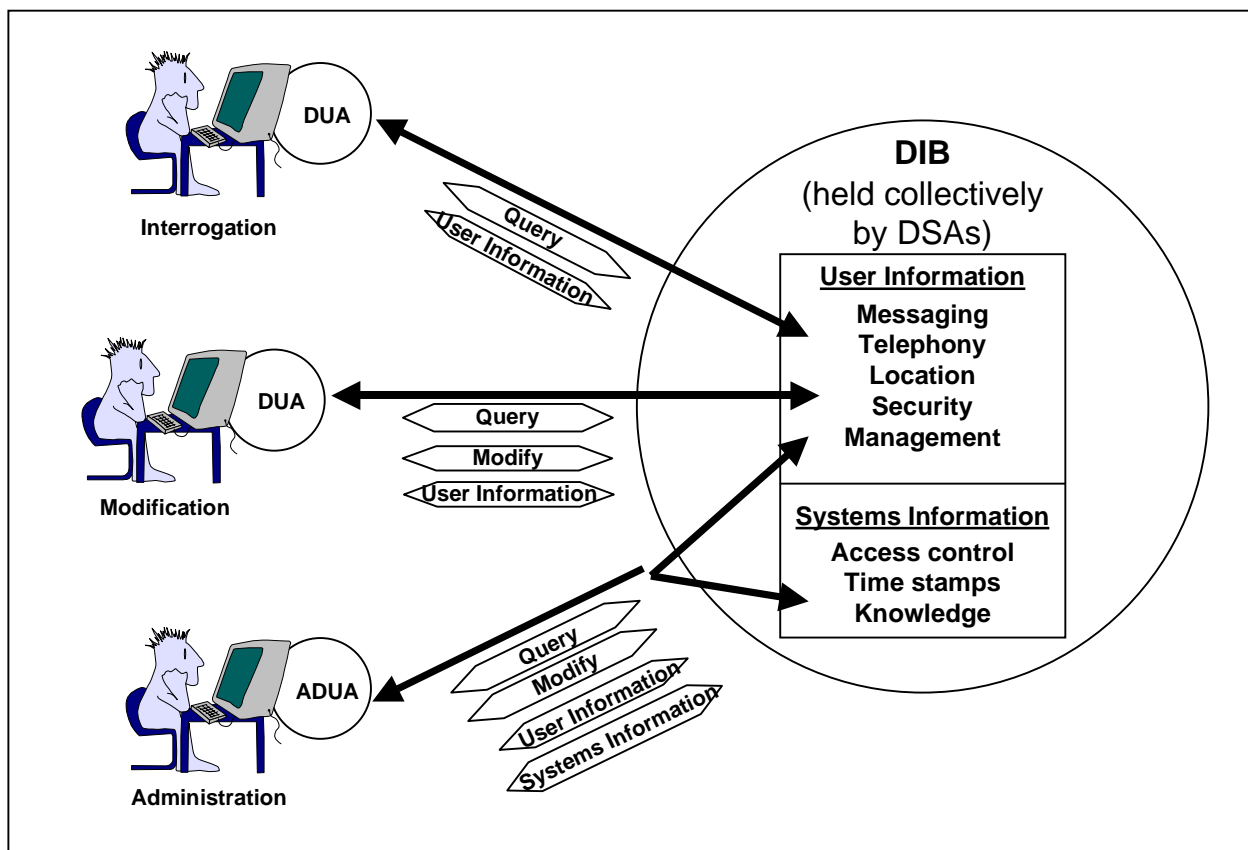 DUA
Interrogation
Query
User Information
DUA
Modification
Query
Modify
User Information
ADUA
Administration
Query
Modify
User Information
Systems Information
DIB
(held collectively
by DSAs)
User Information
Messaging
Telephony
Location
Security
Management
Systems Information
Access control
Time stamps
Knowledge